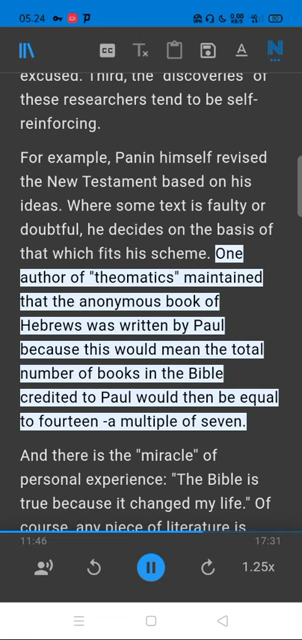 05.24
0.00
KB/s
CC
excused. Third, the "discoveries" of
these researchers tend to be self-
reinforcing.
For example, Panin himself revised
the New Testament based on his
ideas. Where some text is faulty or
doubtful, he decides on the basis of
that which fits his scheme. One
author of "theomatics" maintained
that the anonymous book of
Hebrews was written by Paul
because this would mean the total
number of books in the Bible
credited to Paul would then be equal
to fourteen -a multiple of seven.
And there is the "miracle" of
personal experience: "The Bible is
true because it changed my life." Of
course, any piece of literature is
11:46
17:31
1.25x